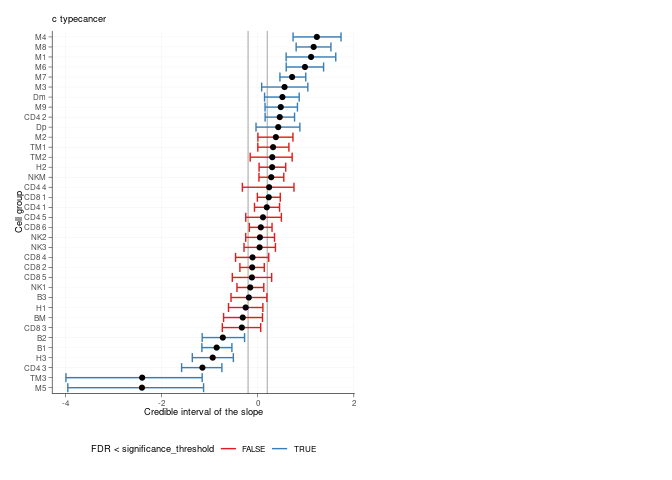 c typecancer
M4
M8
M1
M6
M7
M3
Dm
M9
CD4 2
Dp
M2
TM1
TM2
H2
NKM
CD4 4
CD8 1
CD4 1
CD4 5
CD8 6
NK2
NK3
CD8 4
CD8 2
CD8 5
NK1
B3
H1
BM
CD8 3
B2
B1
H3
CD4 3
TM3
M5
Cell group
-4 -2 0 2
Credible interval of the slope
FDR < significance_threshold FALSE TRUE